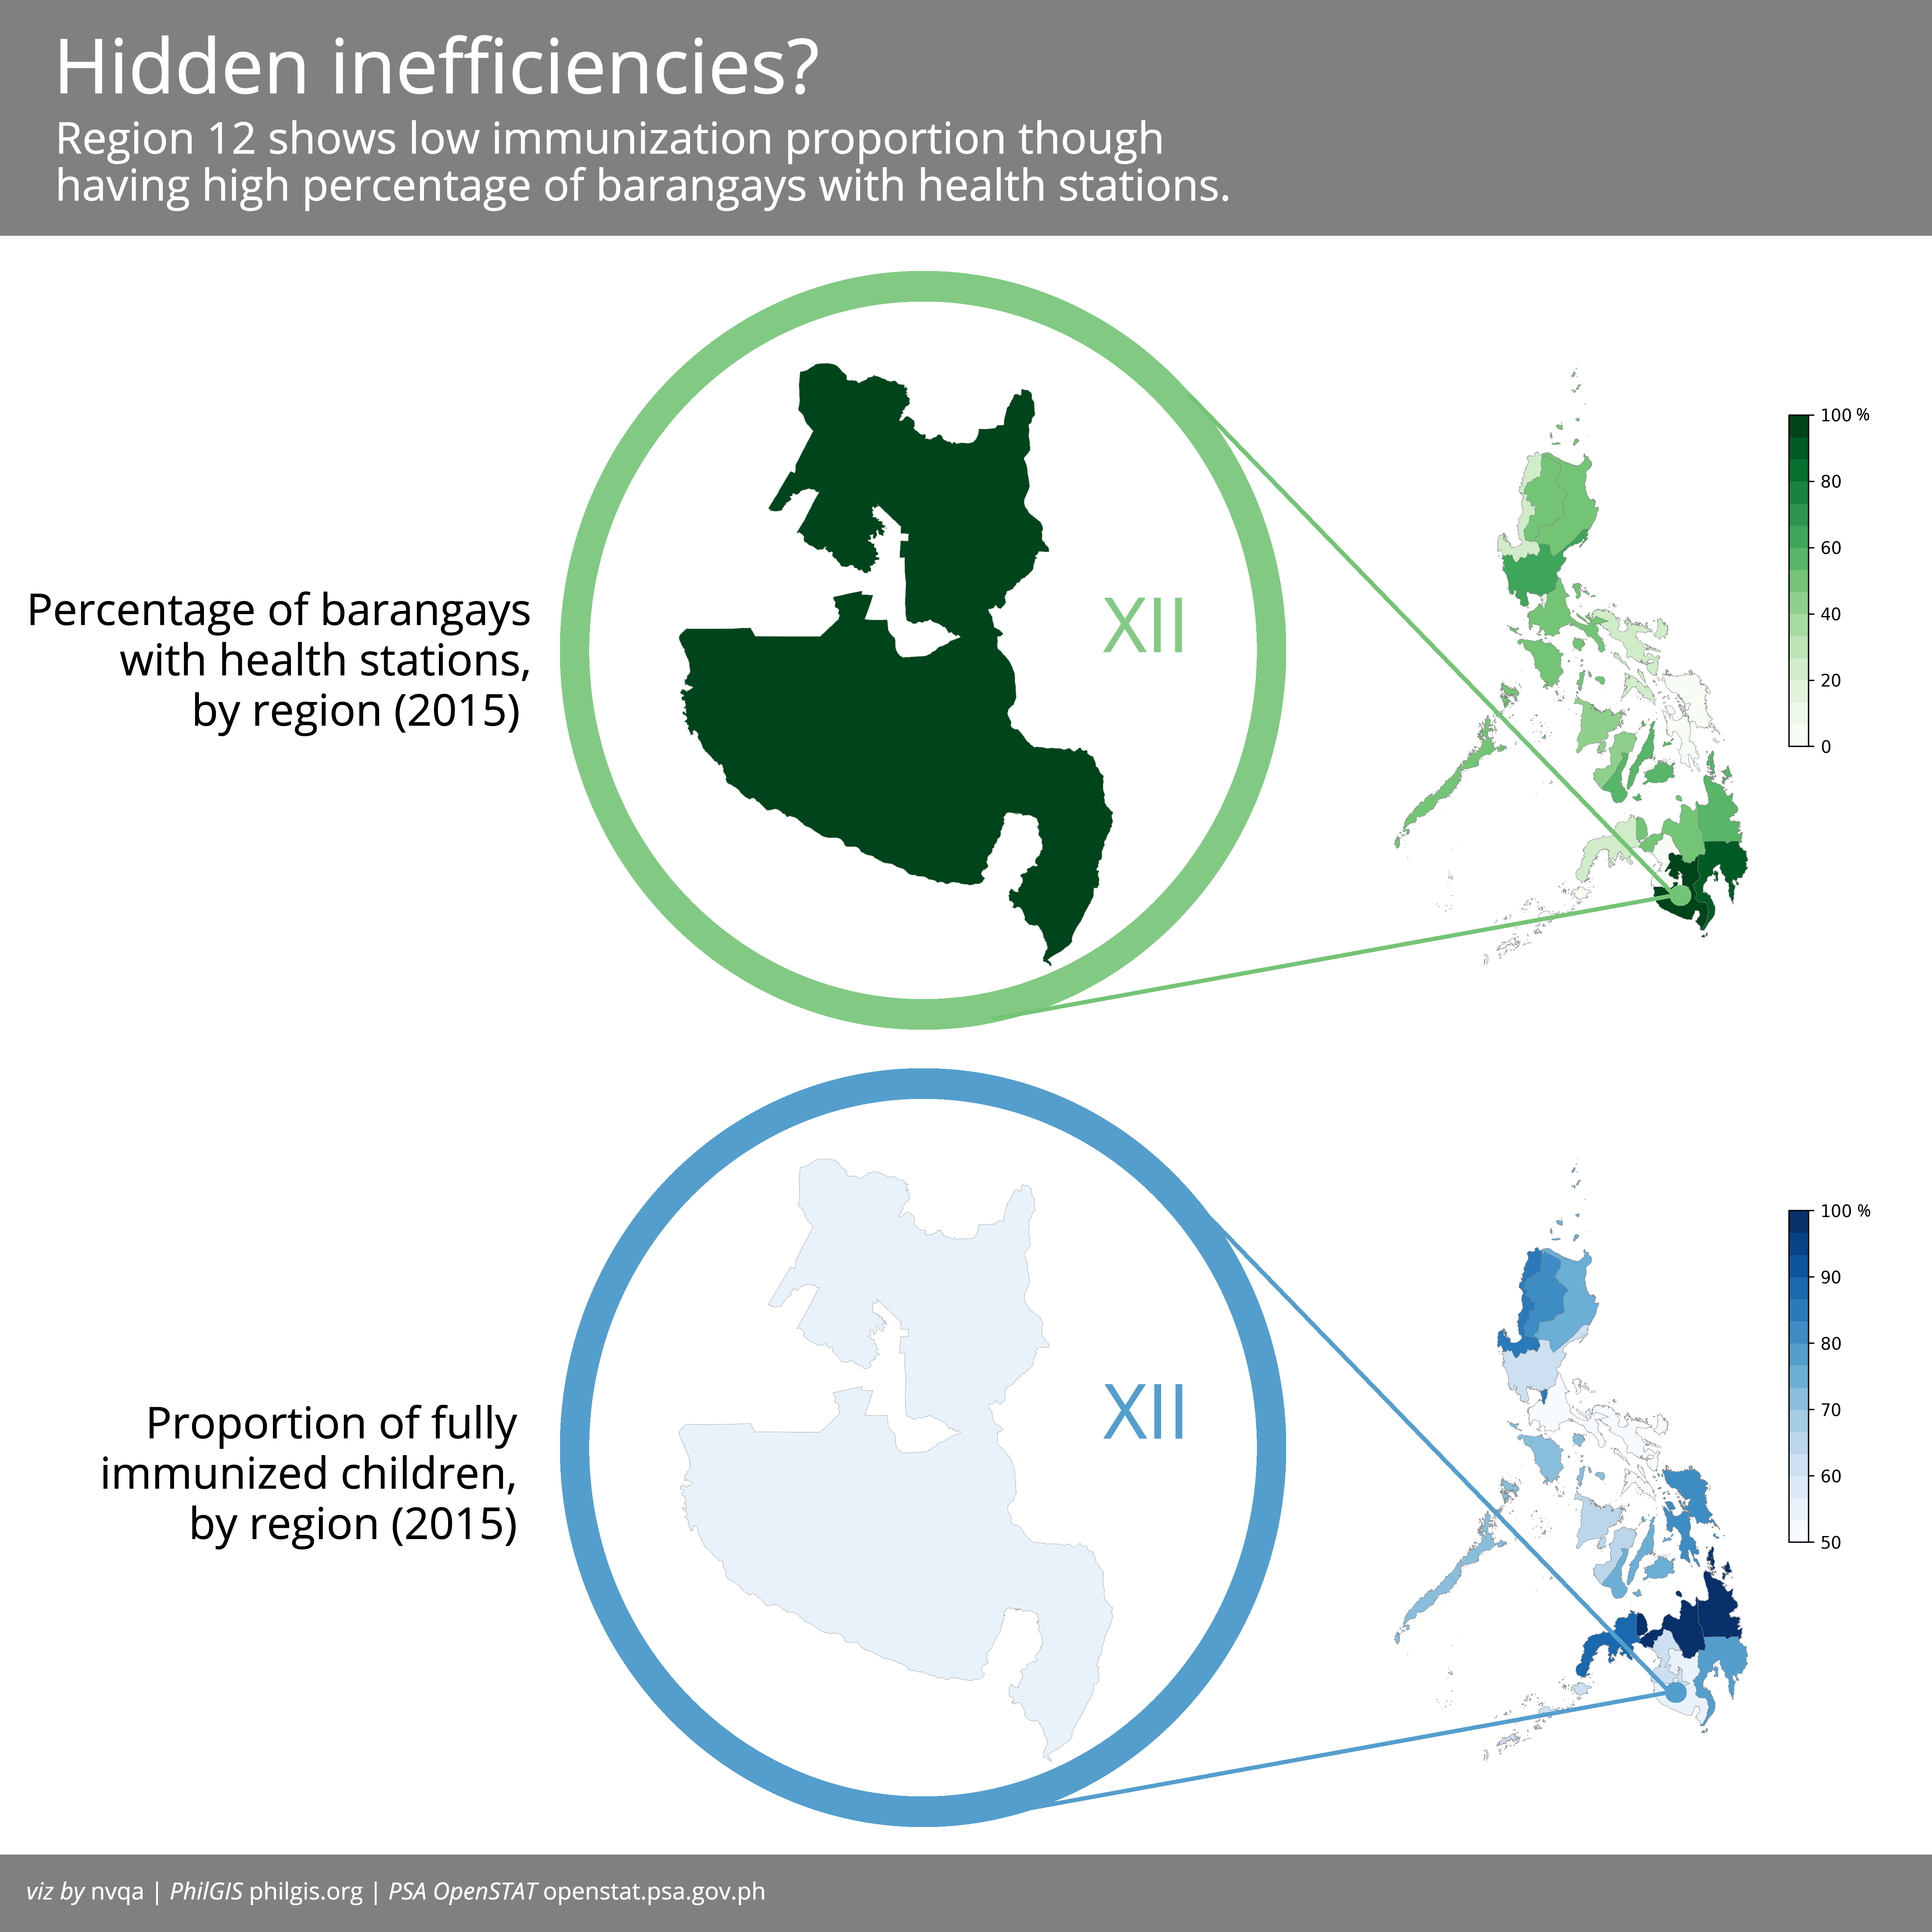 Hidden inefficiencies?
Region 12 shows low immunization proportion though
having high percentage of barangays with health stations.
Percentage of barangays
with health stations,
by region (2015)
XII
100 %
80
60
40
20
0
Proportion of fully
immunized children,
by region (2015)
XII
100 %
90
80
70
60
50
viz by nvqa | PhilGIS philgis.org | PSA OpenSTAT openstat.psa.gov.ph